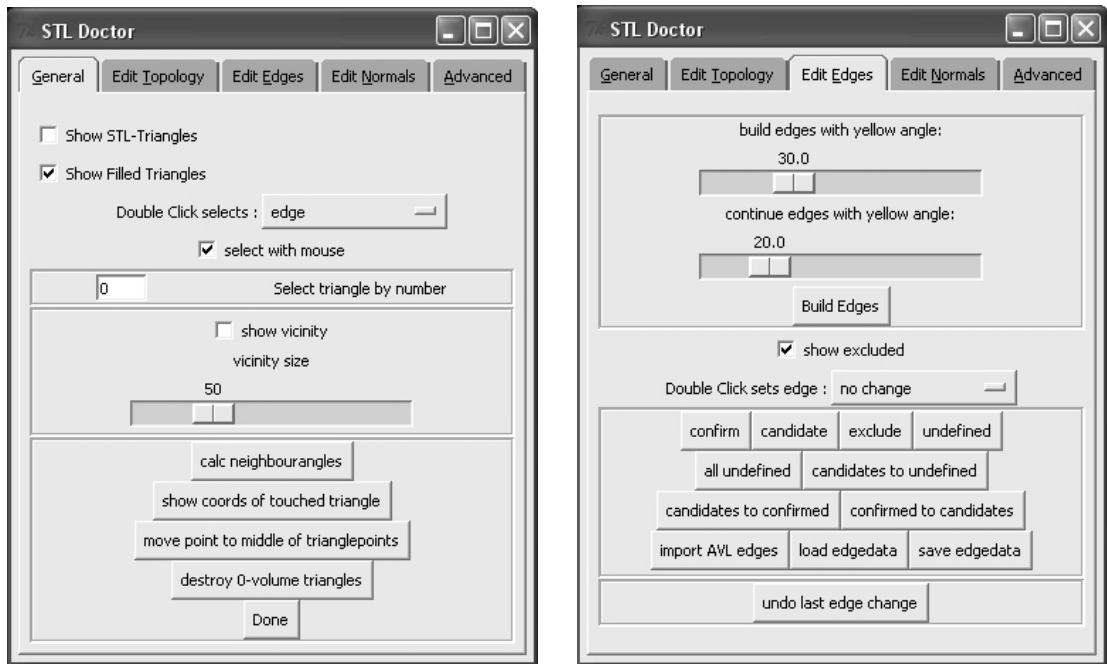 STL Doctor
General Edit Topology Edit Edges Edit Normals Advanced
Show STL-Triangles
Show Filled Triangles
Double Click selects : edge
select with mouse
0 Select triangle by number
show vicinity
vicinity size
50
calc neighbourangles
show coords of touched triangle
move point to middle of trianglepoints
destroy 0-volume triangles
Done
STL Doctor
General Edit Topology Edit Edges Edit Normals Advanced
build edges with yellow angle:
30.0
continue edges with yellow angle:
20.0
Build Edges
show excluded
Double Click sets edge : no change
confirm candidate exclude undefined
all undefined candidates to undefined
candidates to confirmed confirmed to candidates
import AVL edges load edgedata save edgedata
undo last edge change